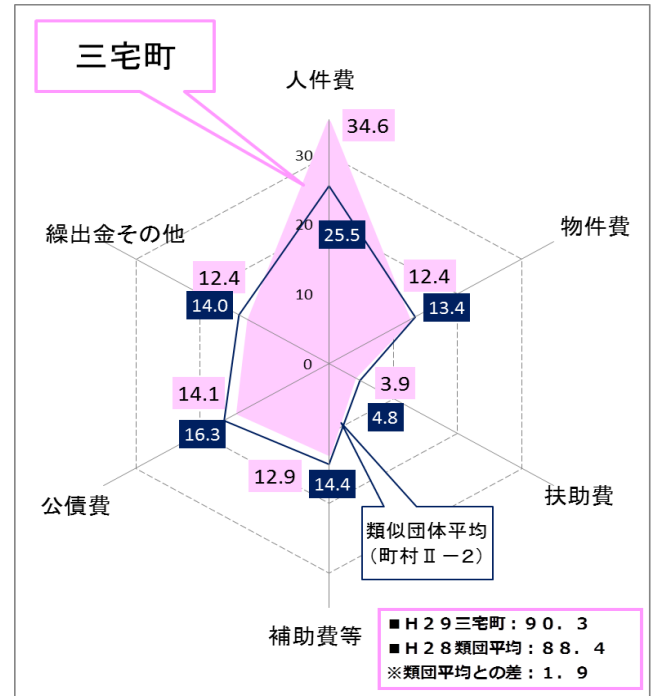 三宅町
人件費
34.6
30
20
25.5
繰出金その他
物件費
12.4
12.4
14.0
13.4
10
0
3.9
14.1
4.8
16.3
12.9
14.4
公債費
扶助費
類似団体平均
(町村Ⅱ－2)
補助費等
■H29三宅町：90．3
■H28類団平均：88．4
※類団平均との差：1．9